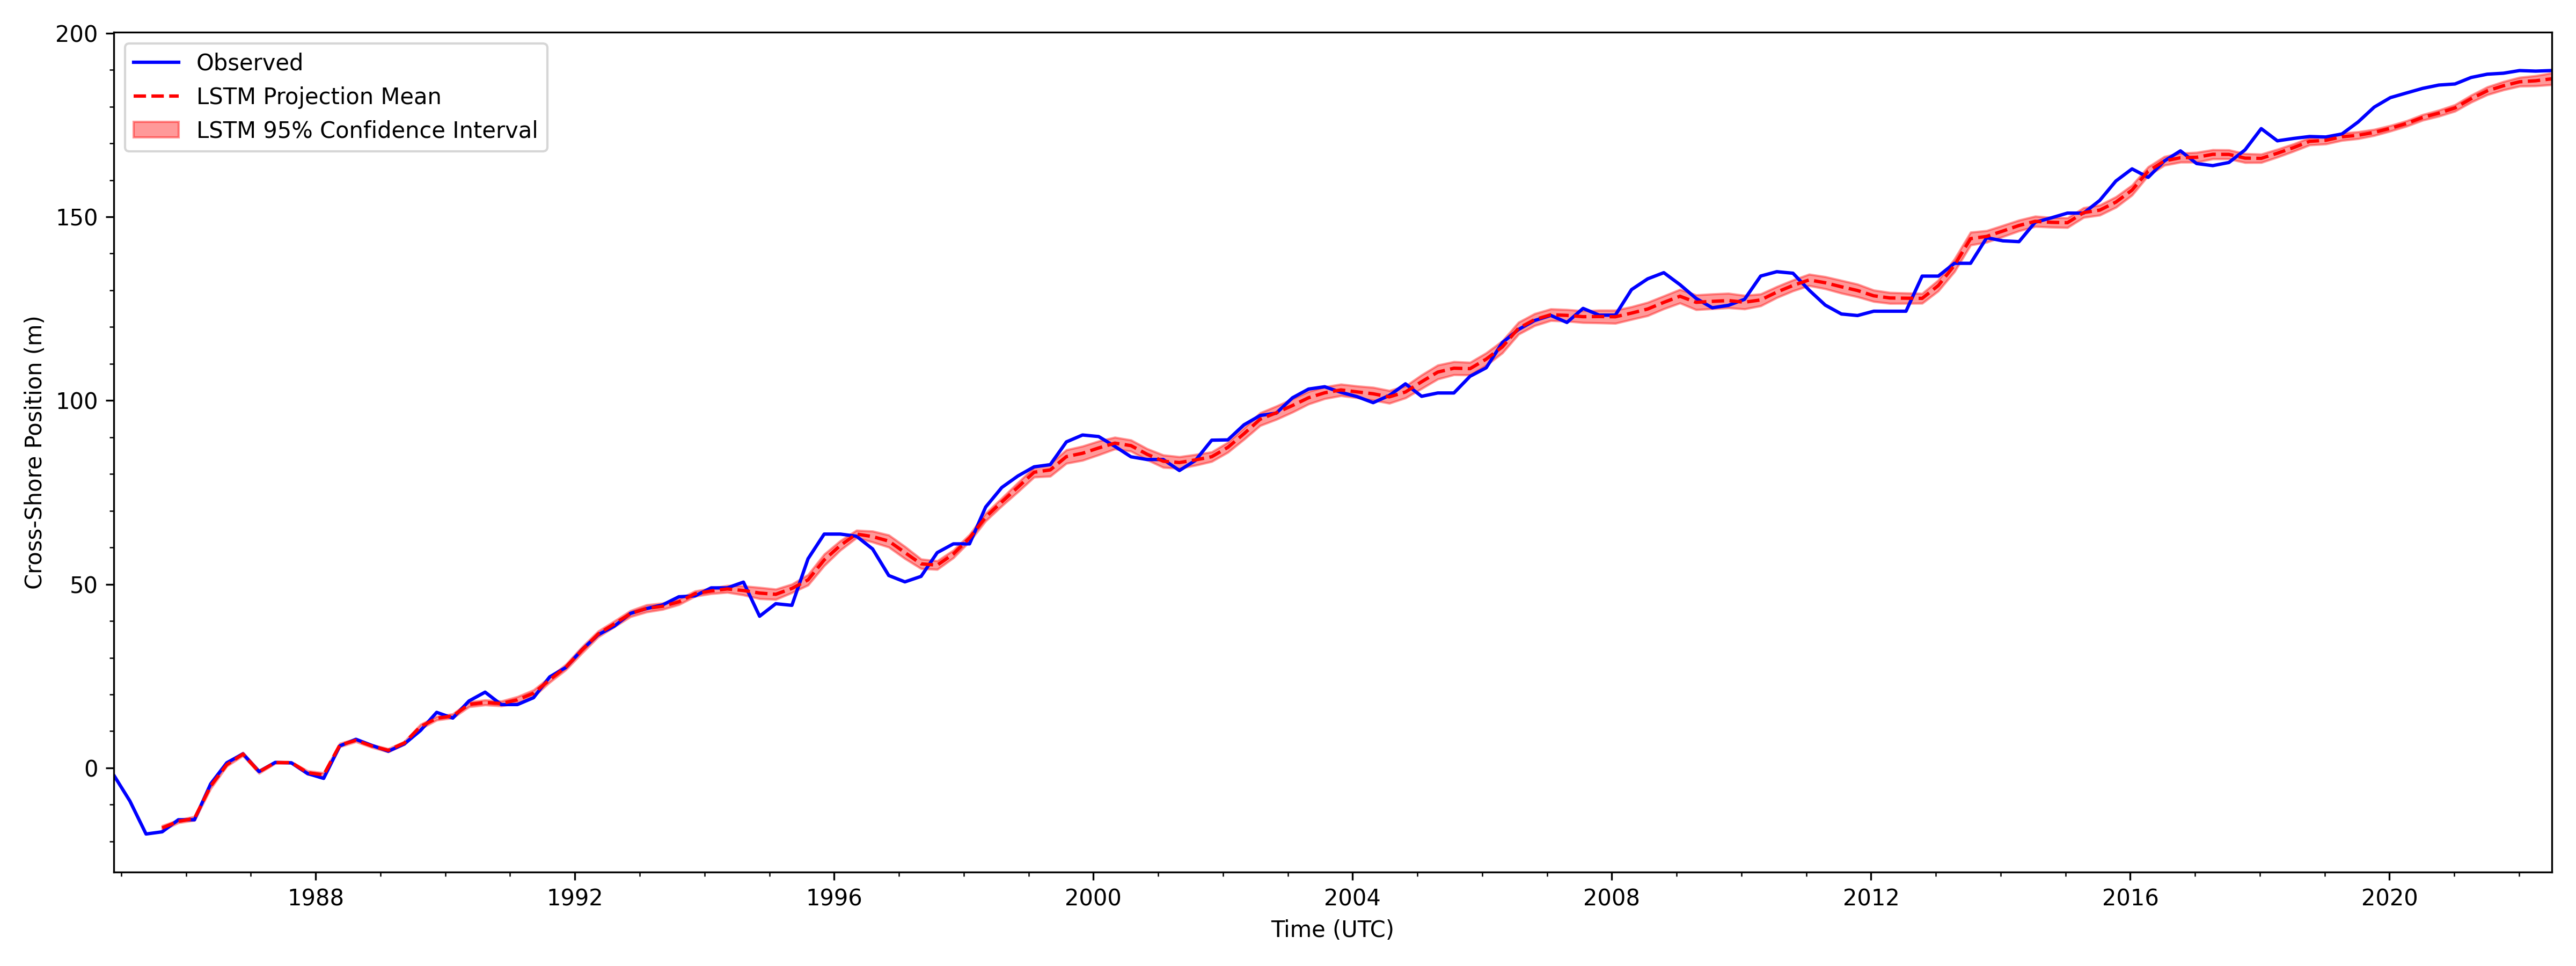 200
150
100
50
0
Cross-Shore Position (m)
Observed
LSTM Projection Mean
LSTM 95% Confidence Interval
1988 1992 1996 2000 2004 2008 2012 2016 2020
Time (UTC)